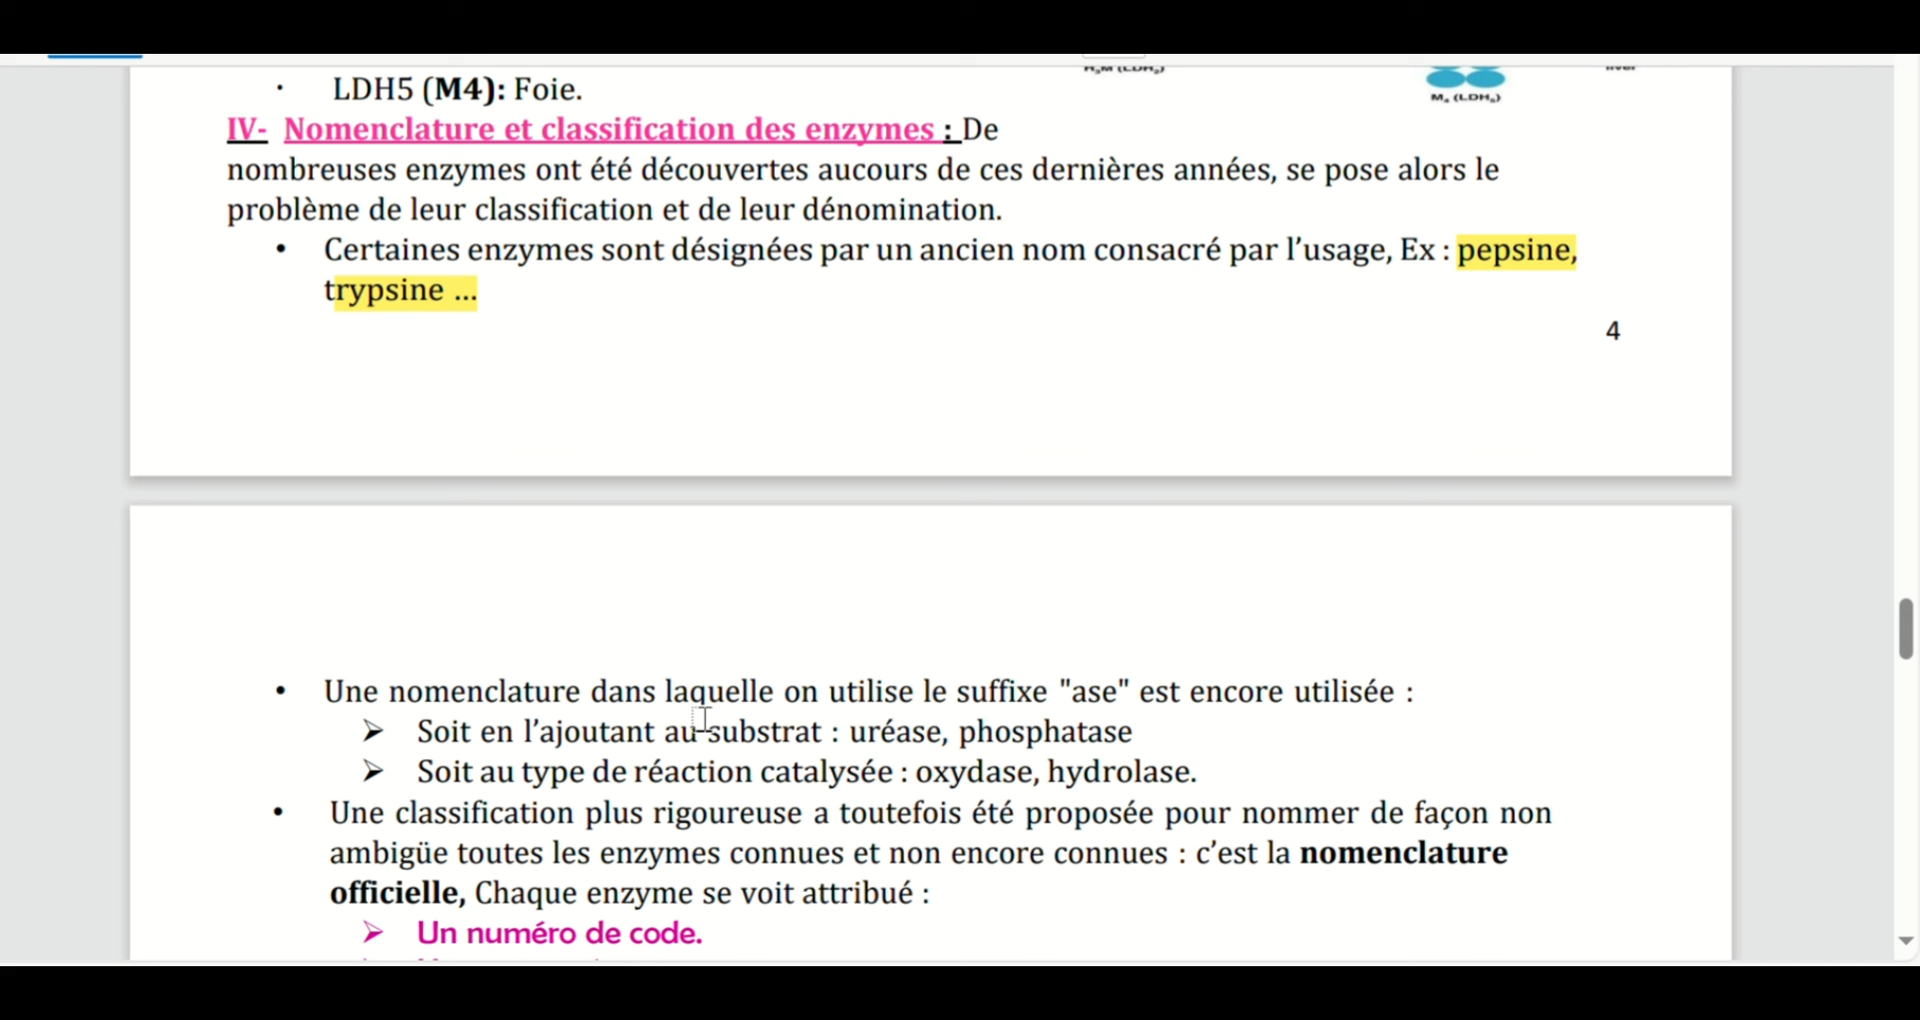 · LDH5 (M4): Foie.
M₄ (LDH₅)
IV- Nomenclature et classification des enzymes : De
nombreuses enzymes ont été découvertes aucours de ces dernières années, se pose alors le
problème de leur classification et de leur dénomination.
• Certaines enzymes sont désignées par un ancien nom consacré par l’usage, Ex : pepsine,
trypsine ...
4
• Une nomenclature dans laquelle on utilise le suffixe "ase" est encore utilisée :
➢ Soit en l’ajoutant au substrat : uréase, phosphatase
➢ Soit au type de réaction catalysée : oxydase, hydrolase.
• Une classification plus rigoureuse a toutefois été proposée pour nommer de façon non
ambigüe toutes les enzymes connues et non encore connues : c’est la nomenclature
officielle, Chaque enzyme se voit attribué :
➢ Un numéro de code.